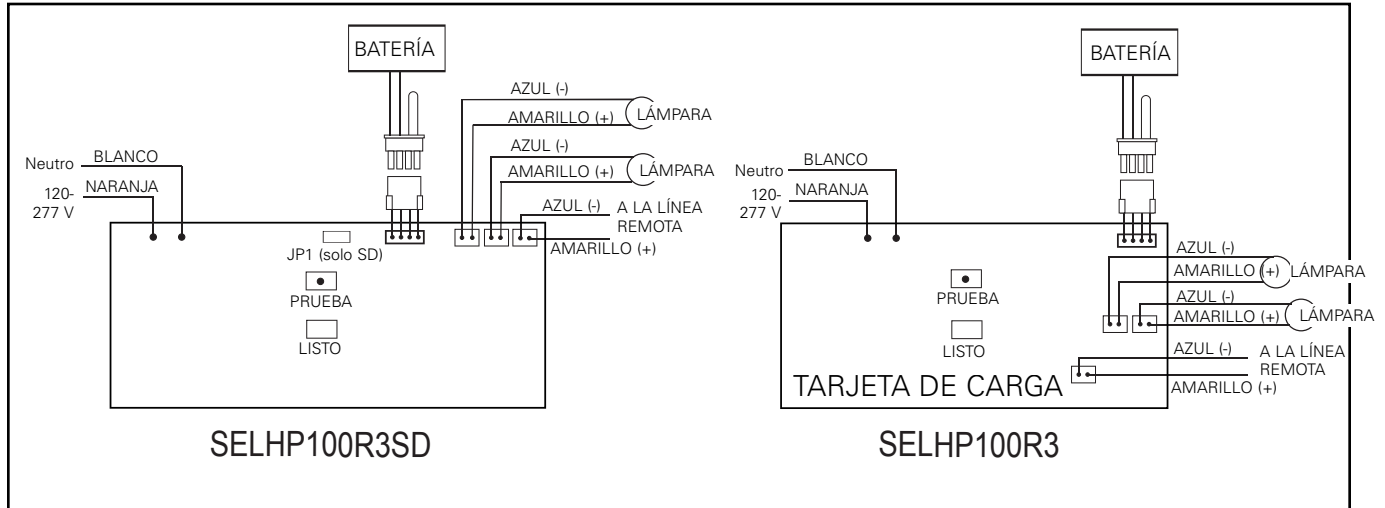 BATERÍA
AZUL (-)
AMARILLO (+)
LÁMPARA
AZUL (-)
AMARILLO (+)
LÁMPARA
Neutro
BLANCO
120-
277 V
NARANJA
AZUL (-)
A LA LÍNEA
REMOTA
AMARILLO (+)
JP1 (solo SD)
PRUEBA
LISTO
SELHP100R3SD
BATERÍA
Neutro
BLANCO
120-
277 V
NARANJA
AZUL (-)
AMARILLO (+)
LÁMPARA
AZUL (-)
AMARILLO (+)
LÁMPARA
PRUEBA
LISTO
AZUL (-)
A LA LÍNEA
REMOTA
AMARILLO (+)
TARJETA DE CARGA
SELHP100R3